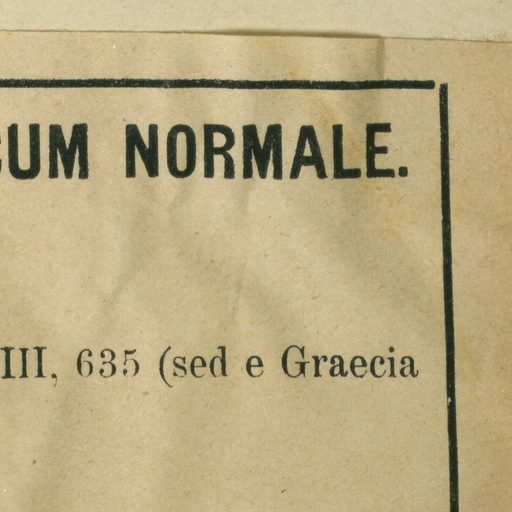 CUM NORMALE.
III, 635 (sed e Graecia